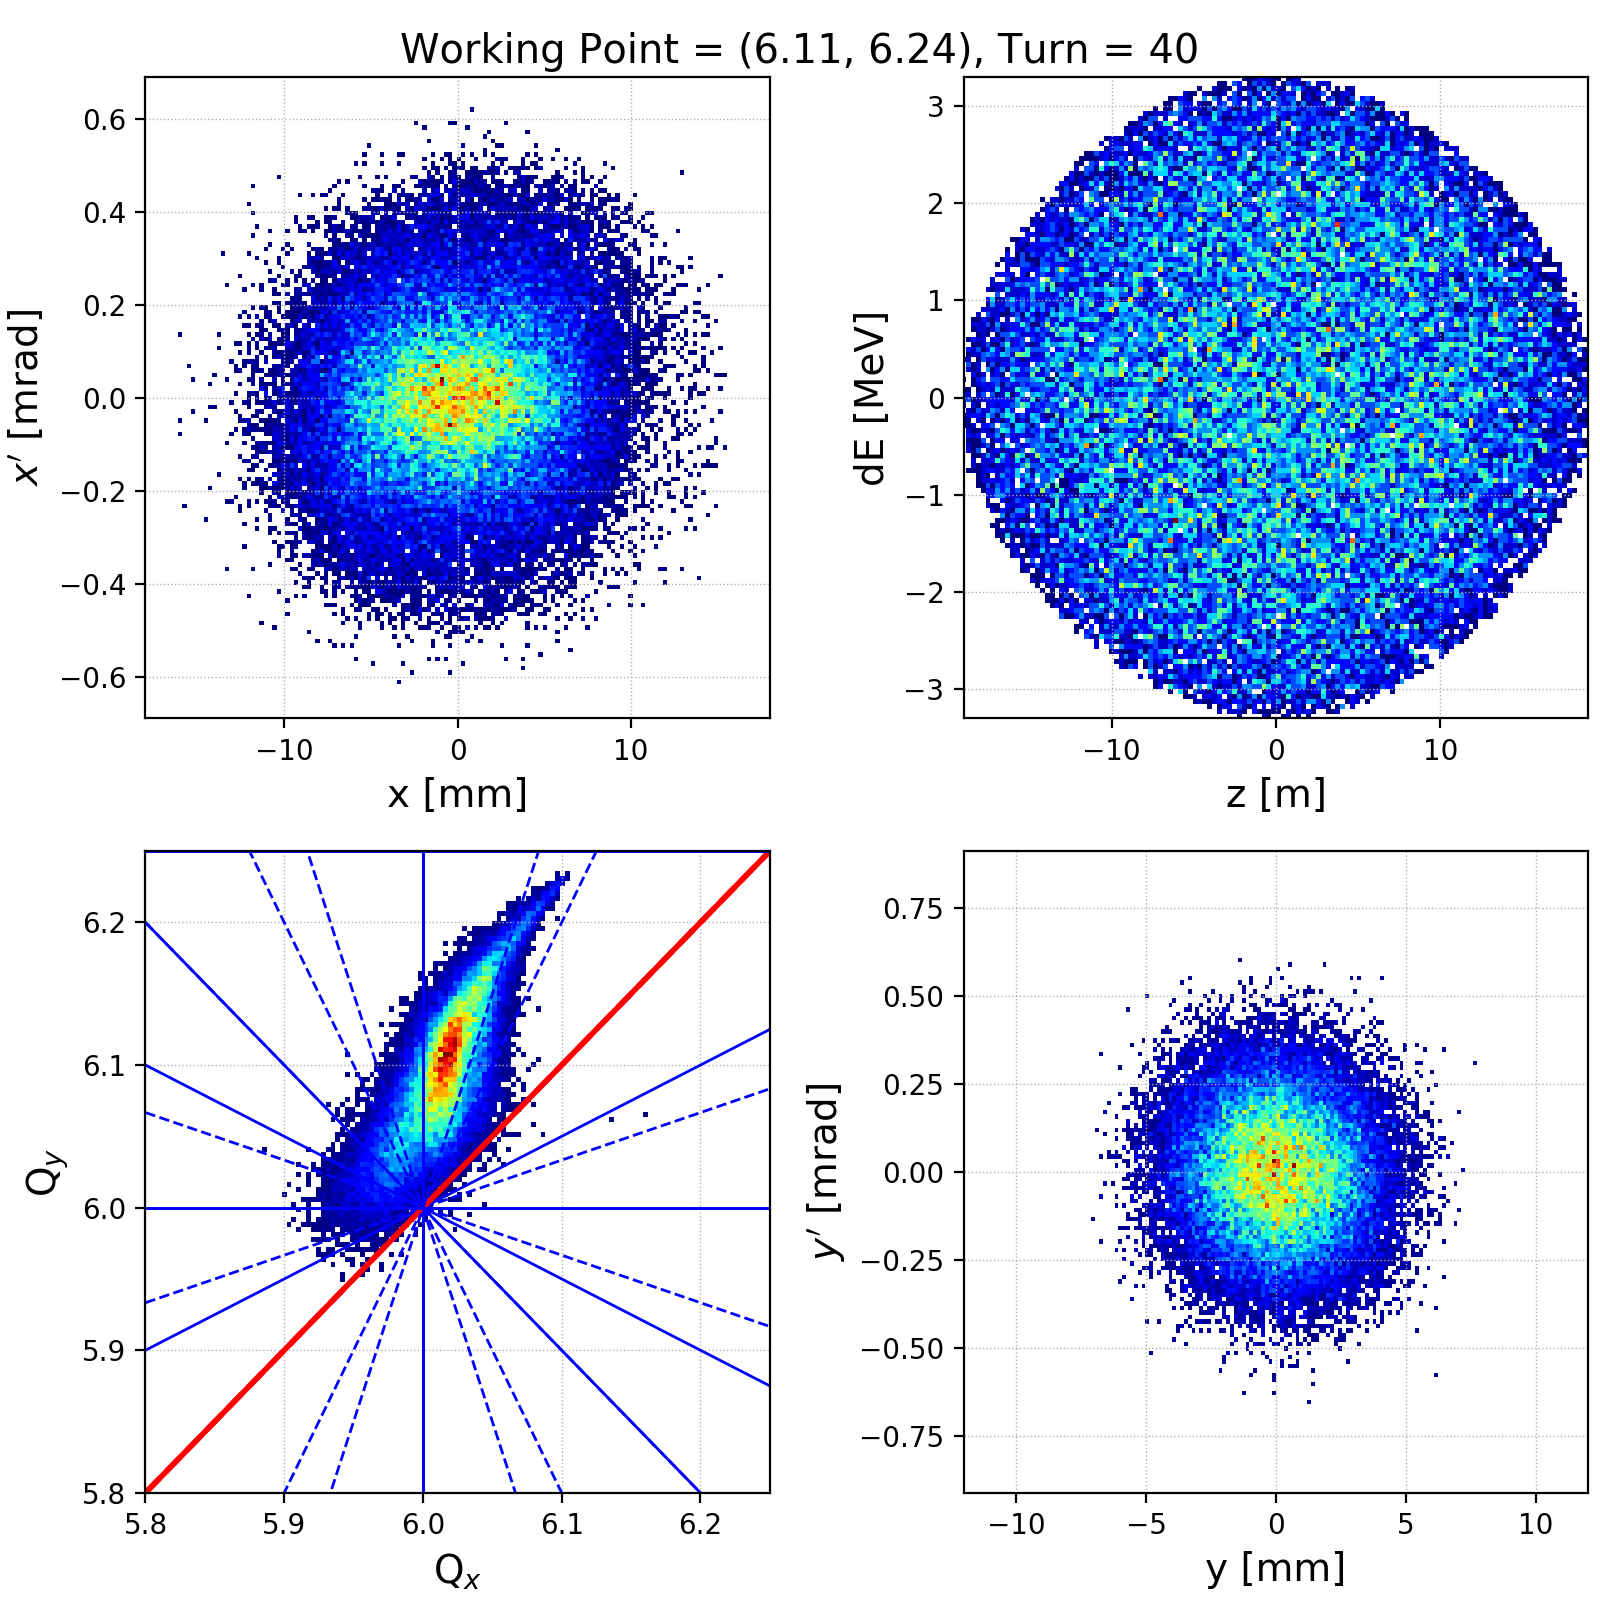 Working Point = (6.11, 6.24), Turn = 40
0.6
0.4
0.2
0.0
−0.2
−0.4
−0.6
x′ [mrad]
−10 0 10
x [mm]
3
2
1
0
−1
−2
−3
dE [MeV]
−10 0 10
z [m]
6.2
6.1
6.0
5.9
5.8
Qy
5.8 5.9 6.0 6.1 6.2
Qx
0.75
0.50
0.25
0.00
−0.25
−0.50
−0.75
y′ [mrad]
−10 −5 0 5 10
y [mm]